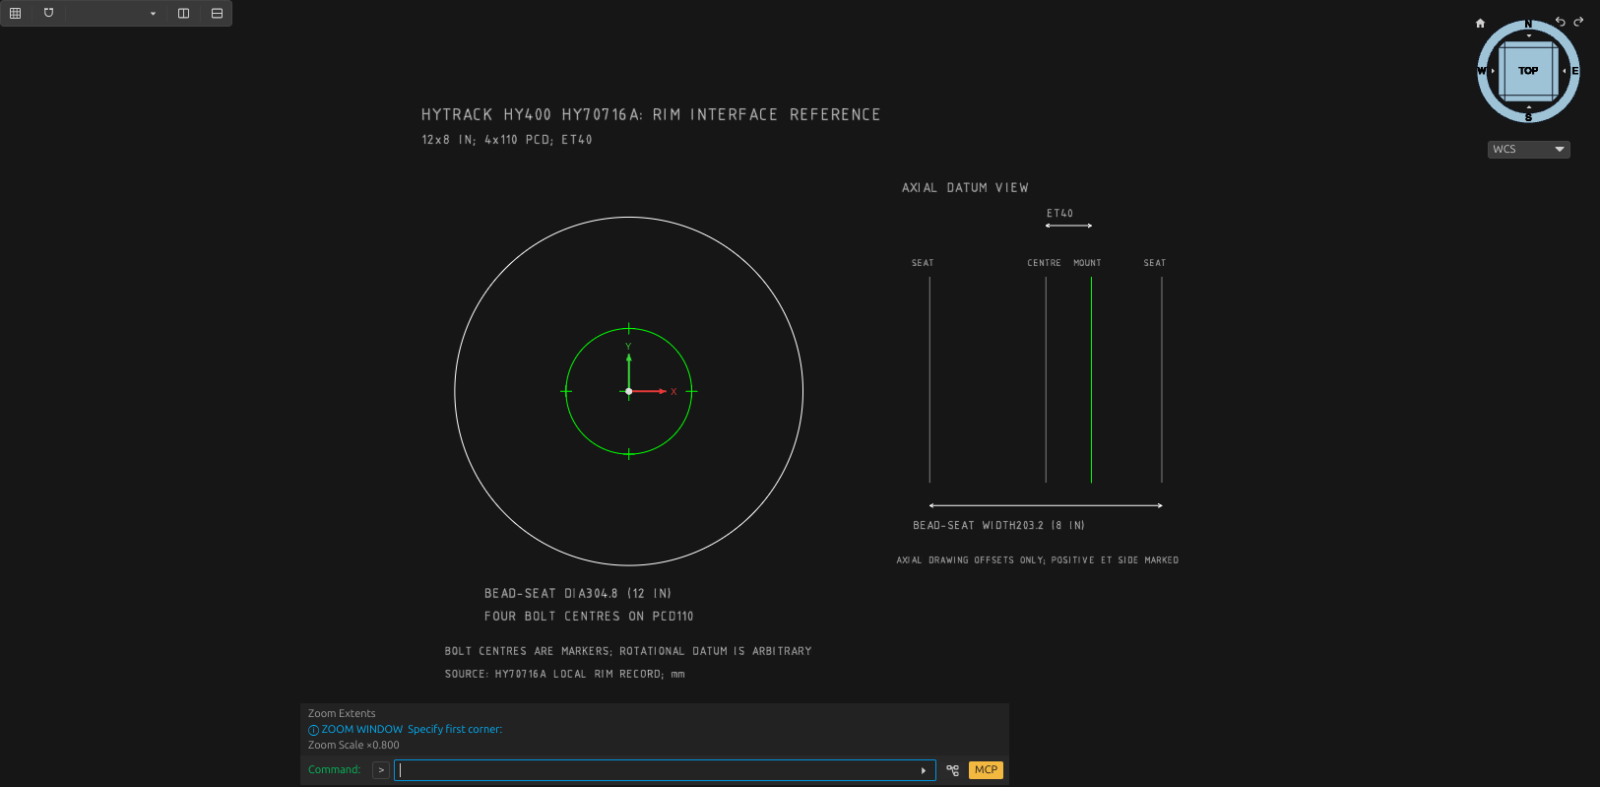 N
W
TOP
E
S
WCS
HYTRACK HY400 HY70716A: RIM INTERFACE REFERENCE
12x8 IN; 4x110 PCD; ET40
AXIAL DATUM VIEW
ET40
SEAT CENTRE MOUNT SEAT
Y
X
BEAD-SEAT WIDTH203.2 (8 IN)
AXIAL DRAWING OFFSETS ONLY; POSITIVE ET SIDE MARKED
BEAD-SEAT DIA304.8 (12 IN)
FOUR BOLT CENTRES ON PCD110
BOLT CENTRES ARE MARKERS; ROTATIONAL DATUM IS ARBITRARY
SOURCE: HY70716A LOCAL RIM RECORD; mm
Zoom Extents
ZOOM WINDOW Specify first corner:
Zoom Scale ×0.800
Command: > MCP